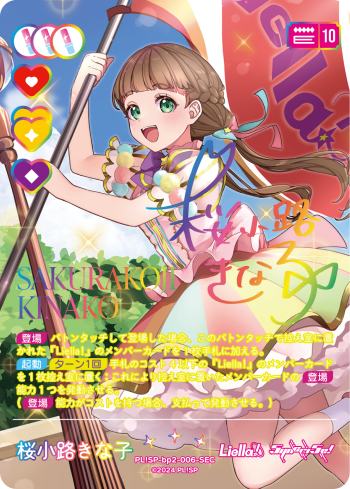 10
Liella!
桜小路
きな子
SAKURAKOJI
KINAKO
登場 バトンタッチして登場した場合、このバトンタッチで控え室に置
かれた『Liella!』のメンバーカードを1枚手札に加える。
起動 ターン1回 手札のコスト4以下の『Liella!』のメンバーカード
を1枚控え室に置く：これにより控え室に置いたメンバーカードの 登場
能力1つを発動させる。
（ 登場 能力がコストを持つ場合、支払って発動させる。）
桜小路きな子
Liella!
PL!SP-bp2-006-SEC
©2024 PL!SP